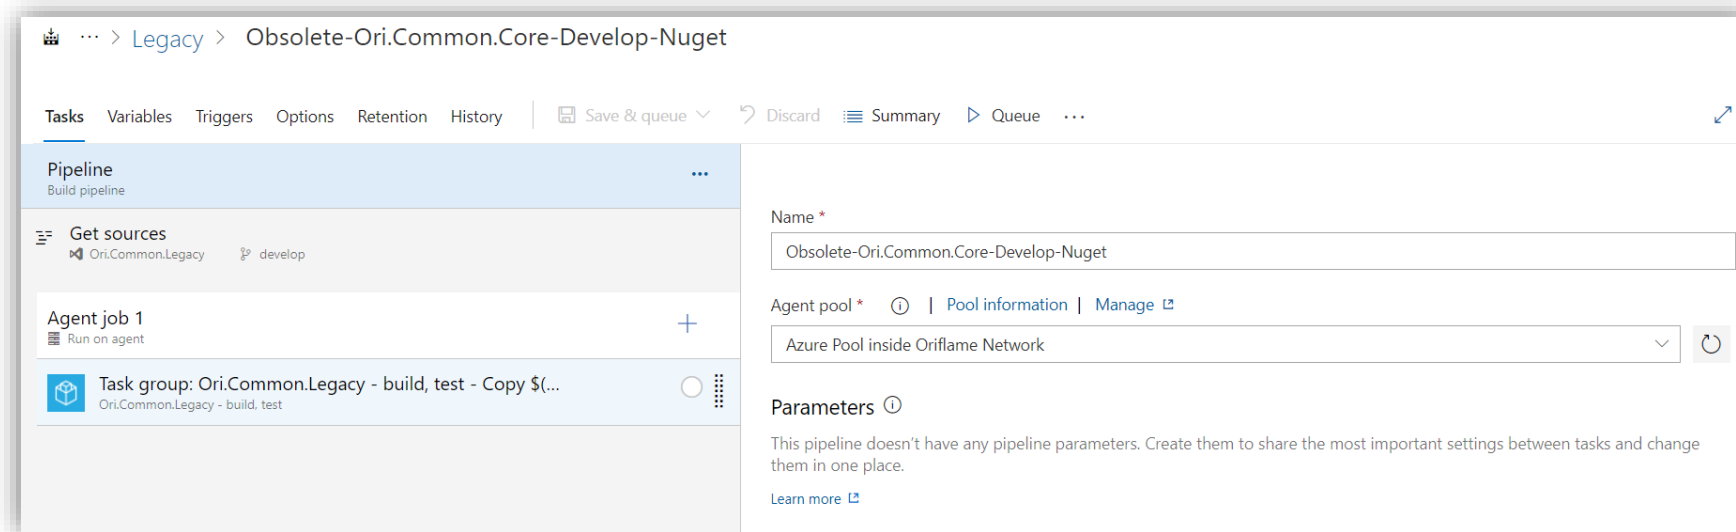 ··· > Legacy > Obsolete-Ori.Common.Core-Develop-Nuget
Tasks Variables Triggers Options Retention History Save & queue Discard Summary Queue ···
Pipeline ···
Build pipeline
Get sources
Ori.Common.Legacy develop
Agent job 1
Run on agent
Task group: Ori.Common.Legacy - build, test - Copy $(...
Ori.Common.Legacy - build, test
Name *
Obsolete-Ori.Common.Core-Develop-Nuget
Agent pool * | Pool information | Manage
Azure Pool inside Oriflame Network
Parameters
This pipeline doesn't have any pipeline parameters. Create them to share the most important settings between tasks and change
them in one place.
Learn more